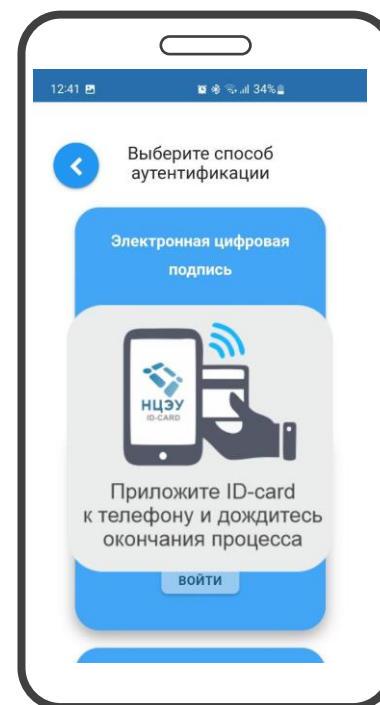 12:41 34%
Выберите способ
аутентификации
Электронная цифровая
подпись
НЦЭУ
ID-CARD
Приложите ID-card
к телефону и дождитесь
окончания процесса
ВОЙТИ